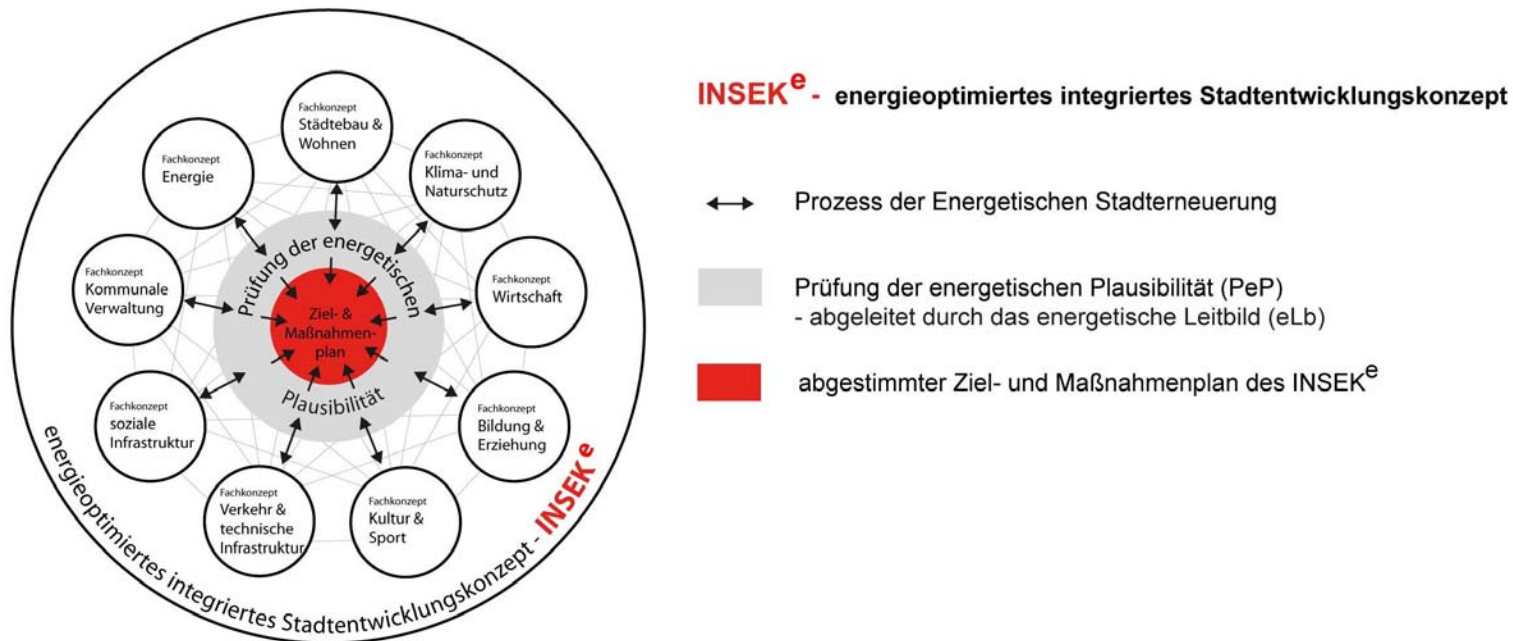 Fachkonzept
Städtebau &
Wohnen
Fachkonzept
Klima- und
Naturschutz
Fachkonzept
Wirtschaft
Fachkonzept
Bildung &
Erziehung
Fachkonzept
Kultur &
Sport
Fachkonzept
Verkehr &
technische
Infrastruktur
Fachkonzept
soziale
Infrastruktur
Fachkonzept
Kommunale
Verwaltung
Fachkonzept
Energie
Prüfung der energetischen
Plausibilität
Ziel- &
Maßnahmen-
plan
energieoptimiertes integriertes Stadtentwicklungskonzept - INSEKe
INSEKe - energieoptimiertes integriertes Stadtentwicklungskonzept
Prozess der Energetischen Stadterneuerung
Prüfung der energetischen Plausibilität (PeP)
- abgeleitet durch das energetische Leitbild (eLb)
abgestimmter Ziel- und Maßnahmenplan des INSEKe